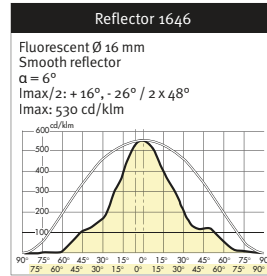 Reflector 1646
Fluorescent Ø 16 mm
Smooth reflector
α = 6°
Imax/2: + 16°, - 26° / 2 x 48°
Imax: 530 cd/klm
600 cd/klm
500
400
300
200
100
90° 60° 45° 30° 15° 0° 15° 30° 45° 60° 90°
75° 60° 45° 30° 15° 0° 15° 30° 45° 60° 75° 90°